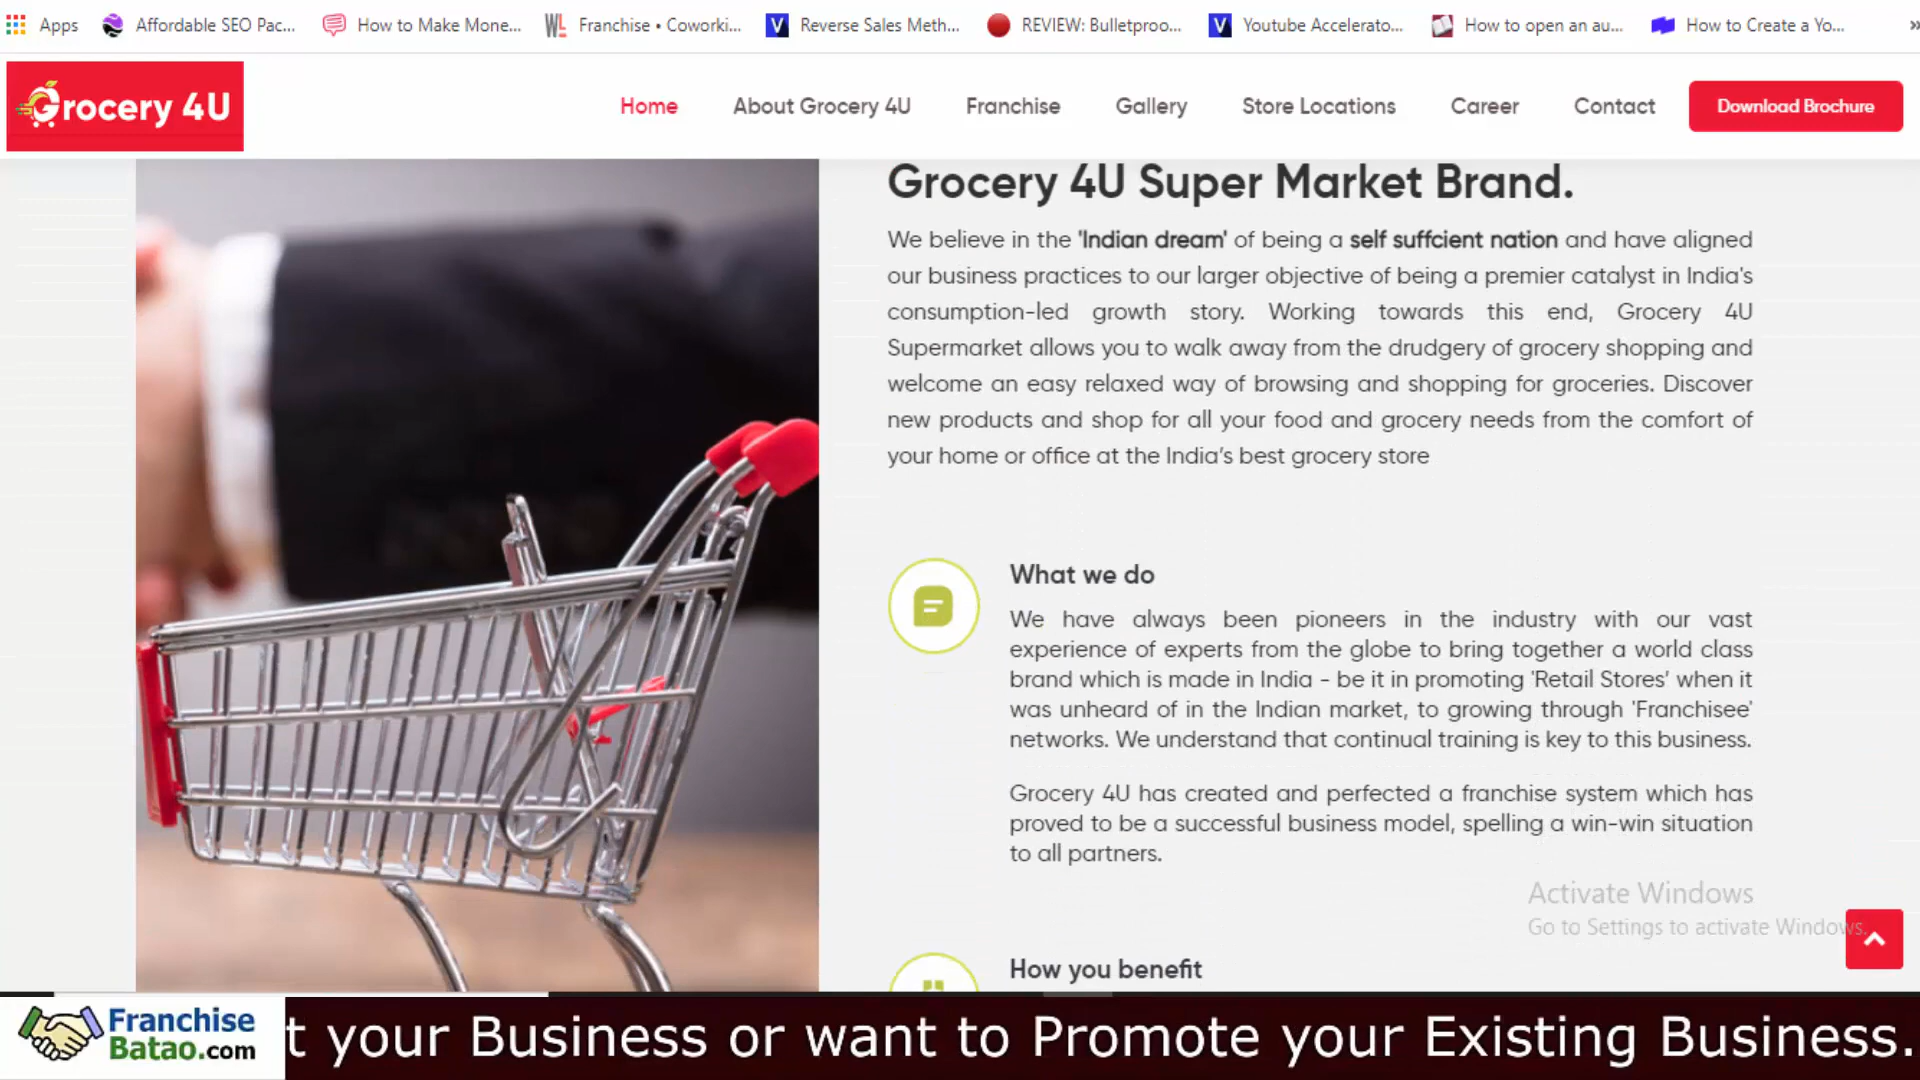 Apps Affordable SEO Pac... How to Make Mone... Franchise • Coworki... Reverse Sales Meth... REVIEW: Bulletproo... Youtube Accelerato... How to open an au... How to Create a Yo... »
Grocery 4U
Home About Grocery 4U Franchise Gallery Store Locations Career Contact Download Brochure
Grocery 4U Super Market Brand.
We believe in the 'Indian dream' of being a self suffcient nation and have aligned
our business practices to our larger objective of being a premier catalyst in India's
consumption-led growth story. Working towards this end, Grocery 4U
Supermarket allows you to walk away from the drudgery of grocery shopping and
welcome an easy relaxed way of browsing and shopping for groceries. Discover
new products and shop for all your food and grocery needs from the comfort of
your home or office at the India’s best grocery store
What we do
We have always been pioneers in the industry with our vast
experience of experts from the globe to bring together a world class
brand which is made in India - be it in promoting 'Retail Stores’ when it
was unheard of in the Indian market, to growing through 'Franchisee'
networks. We understand that continual training is key to this business.
Grocery 4U has created and perfected a franchise system which has
proved to be a successful business model, spelling a win-win situation
to all partners.
Activate Windows
Go to Settings to activate Windows.
How you benefit
Franchise
Batao.com
t your Business or want to Promote your Existing Business.